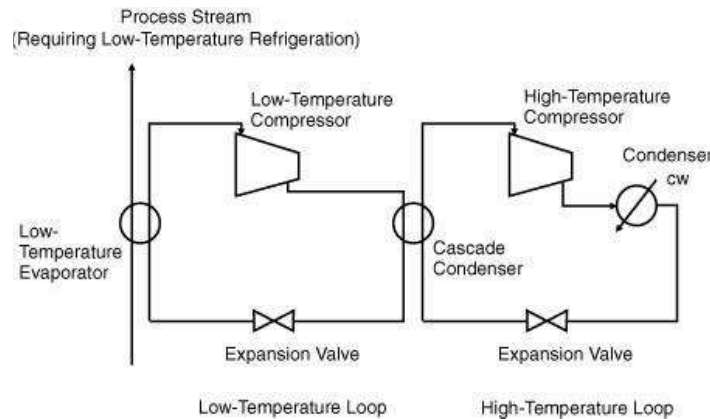 Process Stream
(Requiring Low-Temperature Refrigeration)
Low-Temperature
Compressor
High-Temperature
Compressor
Condenser
cw
Low-
Temperature
Evaporator
Cascade
Condenser
Expansion Valve
Expansion Valve
Low-Temperature Loop
High-Temperature Loop